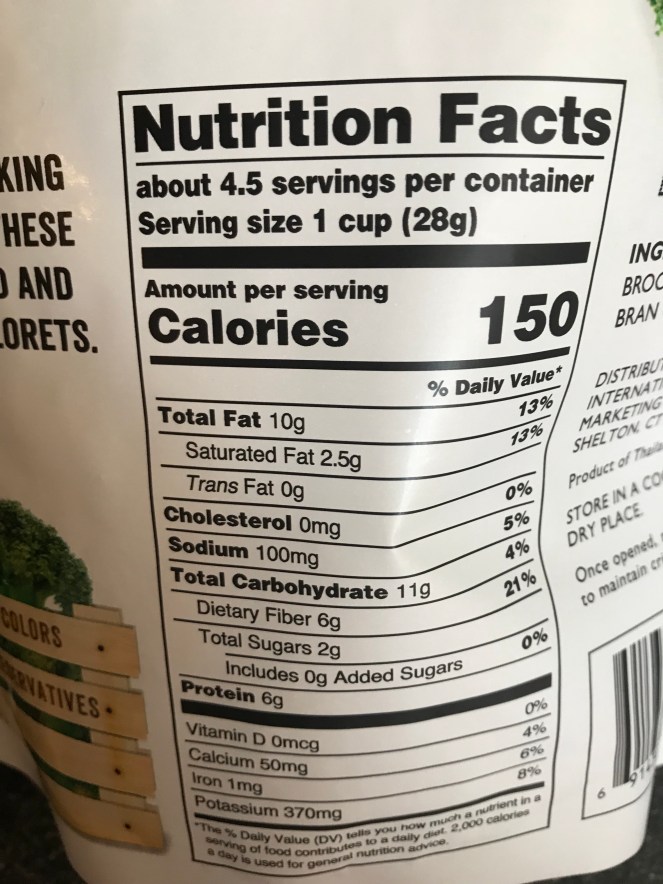 KING
HESE
D AND
LORETS.
COLORS
RVATIVES
Nutrition Facts
about 4.5 servings per container
Serving size 1 cup (28g)
Amount per serving
Calories 150
% Daily Value*
Total Fat 10g 13%
Saturated Fat 2.5g 13%
Trans Fat 0g
Cholesterol 0mg 0%
Sodium 100mg 5%
Total Carbohydrate 11g 4%
Dietary Fiber 6g 21%
Total Sugars 2g
Includes 0g Added Sugars 0%
Protein 6g
Vitamin D 0mcg 0%
Calcium 50mg 4%
Iron 1mg 6%
Potassium 370mg 8%
*The % Daily Value (DV) tells you how much a nutrient in a
serving of food contributes to a daily diet. 2,000 calories
a day is used for general nutrition advice.
ING
BROC
BRAN
DISTRIBUT
INTERNATI
MARKETING
SHELTON, CT
Product of Thaila
STORE IN A CO
DRY PLACE.
Once opened,
to maintain cr
6 914